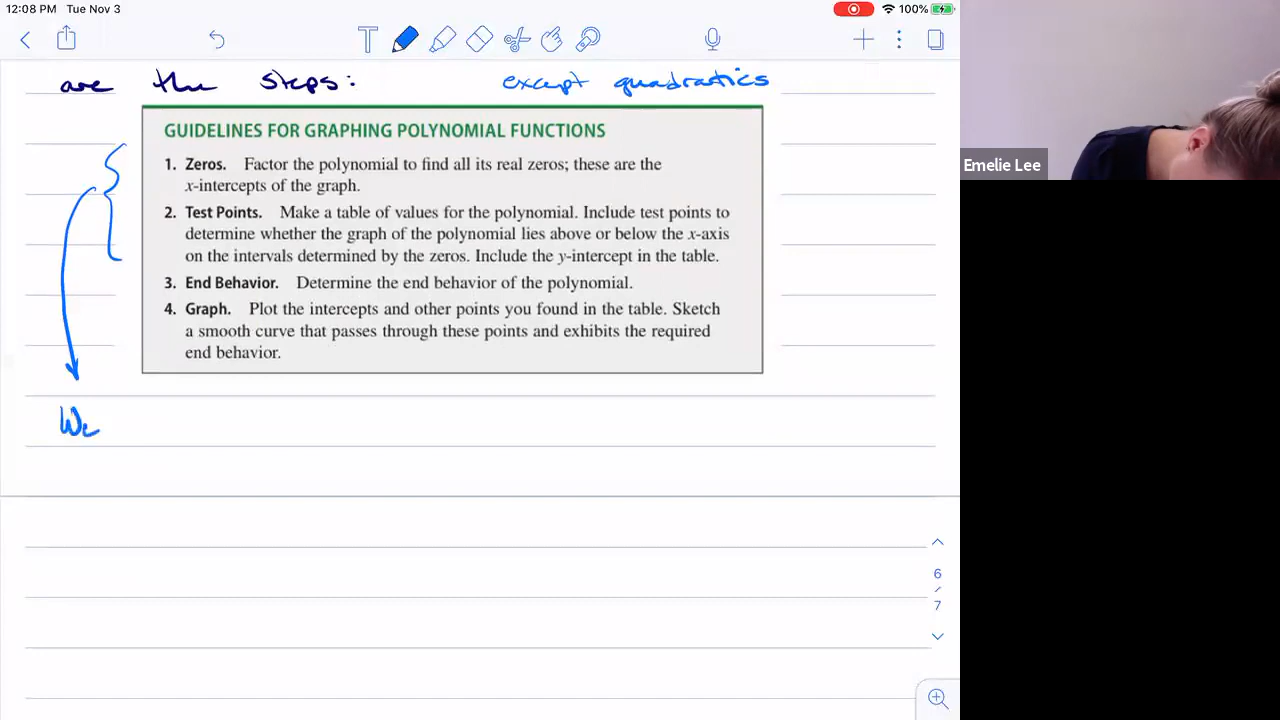 12:08 PM Tue Nov 3
100%
are the steps: except quadratics
GUIDELINES FOR GRAPHING POLYNOMIAL FUNCTIONS
1. Zeros. Factor the polynomial to find all its real zeros; these are the
x-intercepts of the graph.
2. Test Points. Make a table of values for the polynomial. Include test points to
determine whether the graph of the polynomial lies above or below the x-axis
on the intervals determined by the zeros. Include the y-intercept in the table.
3. End Behavior. Determine the end behavior of the polynomial.
4. Graph. Plot the intercepts and other points you found in the table. Sketch
a smooth curve that passes through these points and exhibits the required
end behavior.
We
T
6
/
7
Emelie Lee